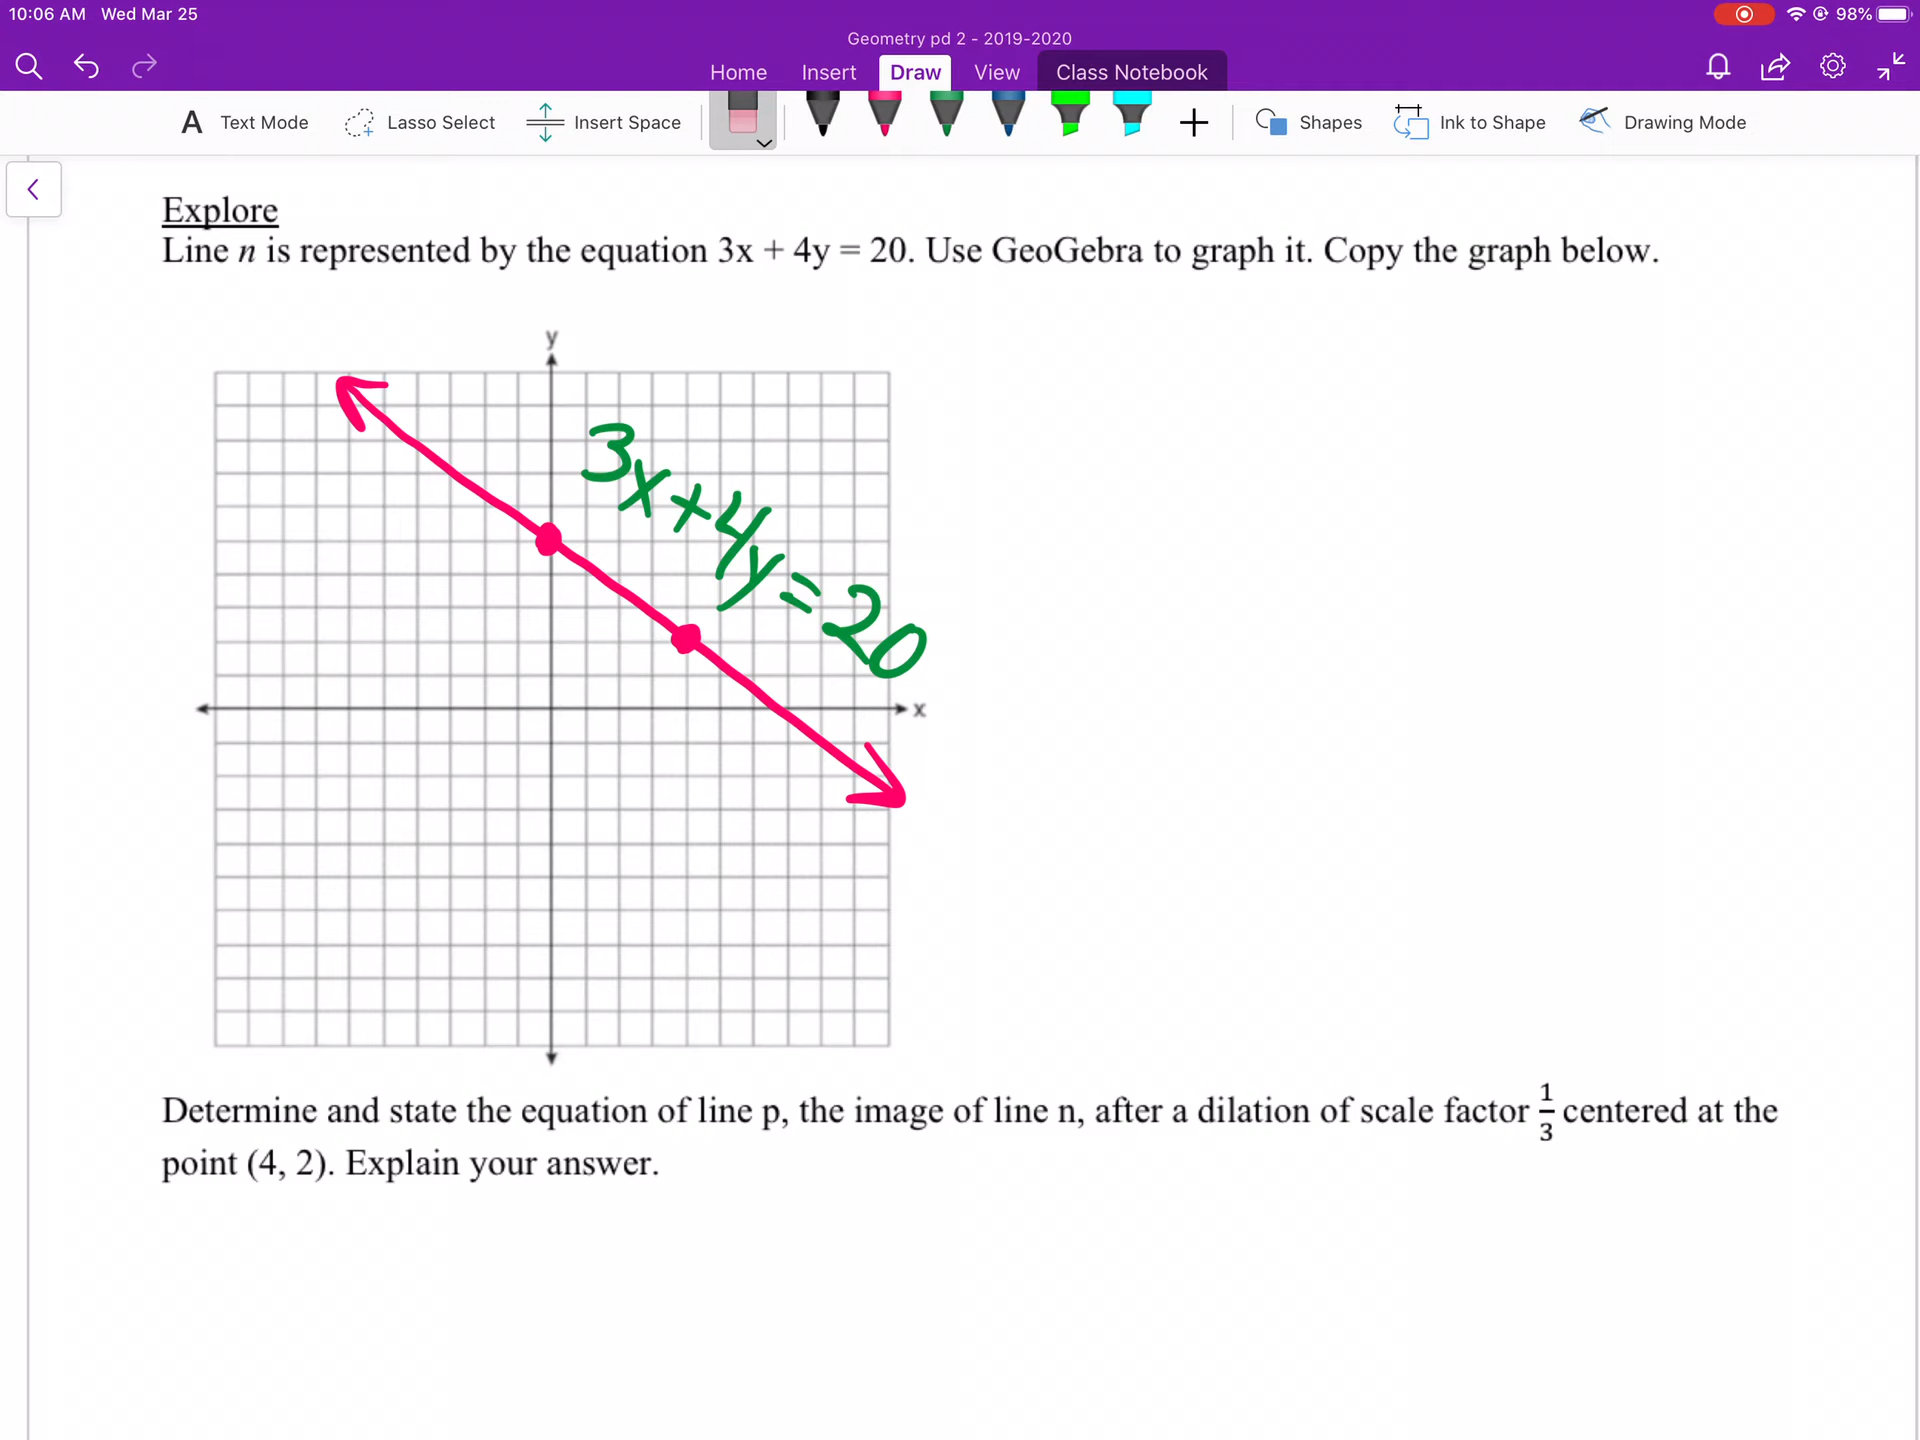 10:06 AM Wed Mar 25
98%
Geometry pd 2 - 2019-2020
Home Insert Draw View Class Notebook
A Text Mode Lasso Select Insert Space Shapes Ink to Shape Drawing Mode
Explore
Line n is represented by the equation 3x + 4y = 20. Use GeoGebra to graph it. Copy the graph below.
y
3x+4y=20
x
Determine and state the equation of line p, the image of line n, after a dilation of scale factor 1/3 centered at the
point (4, 2). Explain your answer.